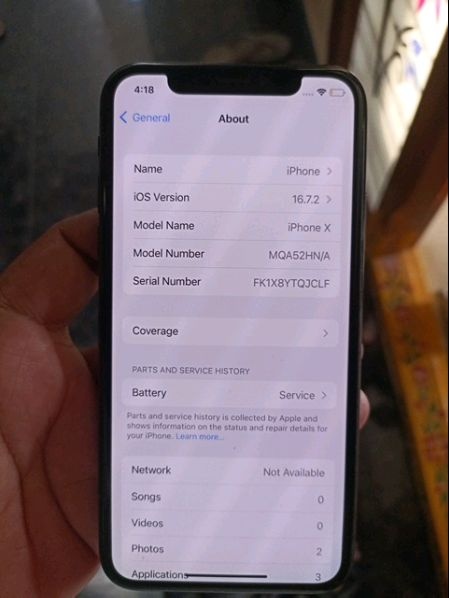 4:18
General
About
Name iPhone
iOS Version 16.7.2
Model Name iPhone X
Model Number MQA52HN/A
Serial Number FK1X8YTQJCLF
Coverage
PARTS AND SERVICE HISTORY
Battery Service
Parts and service history is collected by Apple and
shows information on the status and repair details for
your iPhone. Learn more...
Network Not Available
Songs 0
Videos 0
Photos 2
Applications 3